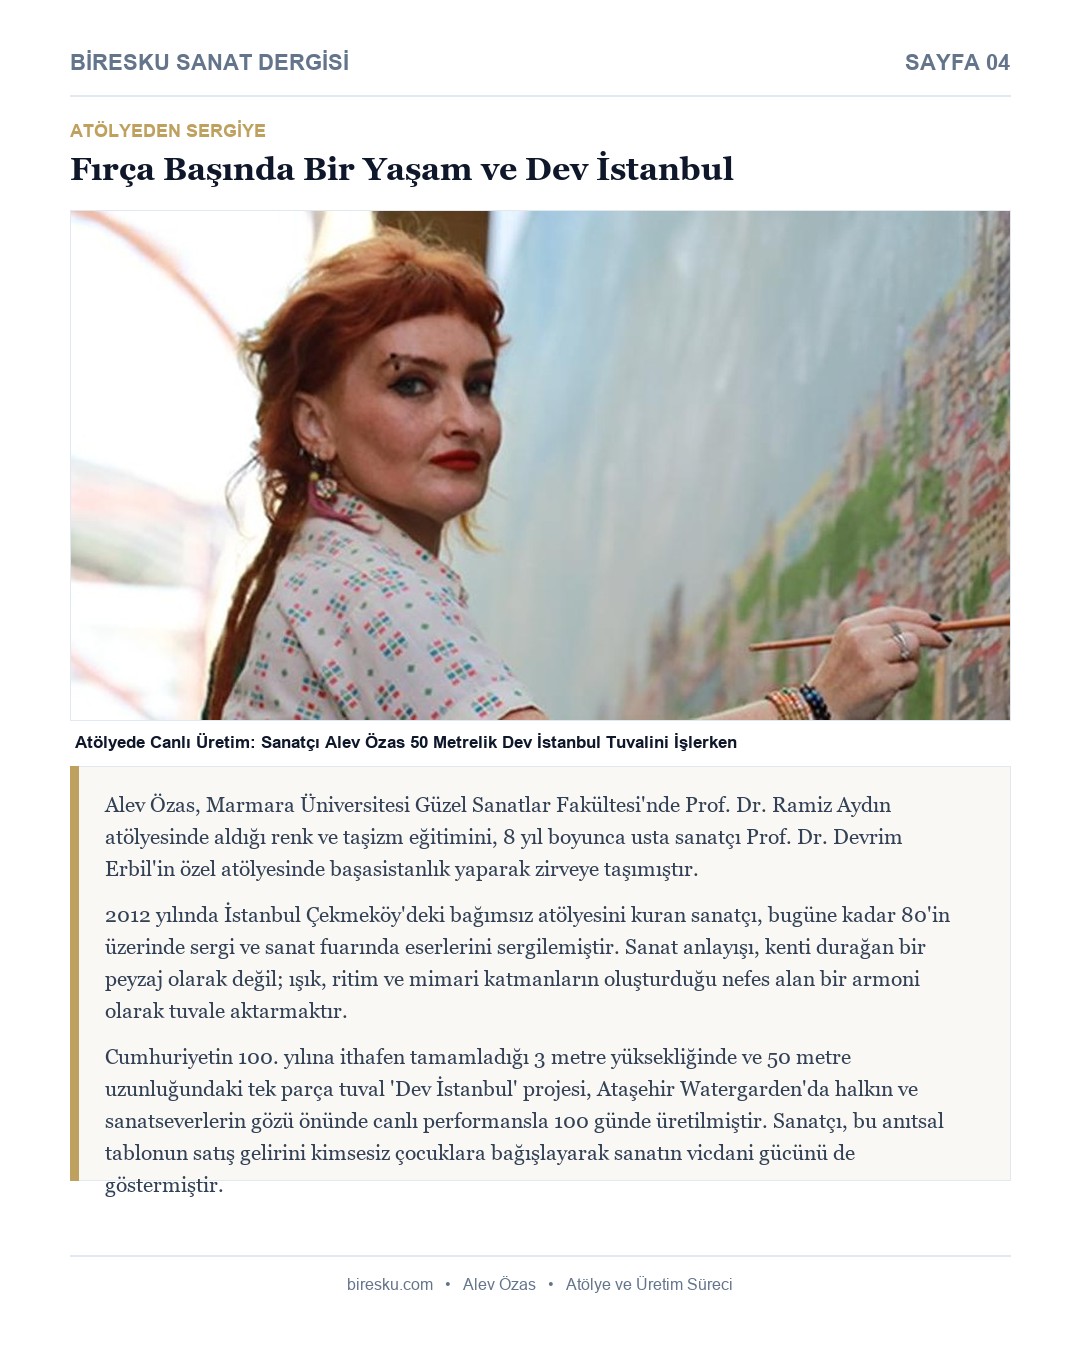 BİRESKU SANAT DERGİSİ
SAYFA 04
ATÖLYEDEN SERGİYE
Fırça Başında Bir Yaşam ve Dev İstanbul
Atölyede Canlı Üretim: Sanatçı Alev Özas 50 Metrelik Dev İstanbul Tuvalini İşlerken
Alev Özas, Marmara Üniversitesi Güzel Sanatlar Fakültesi'nde Prof. Dr. Ramiz Aydın
atölyesinde aldığı renk ve taşizm eğitimini, 8 yıl boyunca usta sanatçı Prof. Dr. Devrim
Erbil'in özel atölyesinde başasistanlık yaparak zirveye taşımıştır.
2012 yılında İstanbul Çekmeköy'deki bağımsız atölyesini kuran sanatçı, bugüne kadar 80'in
üzerinde sergi ve sanat fuarında eserlerini sergilemiştir. Sanat anlayışı, kenti durağan bir
peyzaj olarak değil; ışık, ritim ve mimari katmanların oluşturduğu nefes alan bir armoni
olarak tuvale aktarmaktır.
Cumhuriyetin 100. yılına ithafen tamamladığı 3 metre yüksekliğinde ve 50 metre
uzunluğundaki tek parça tuval 'Dev İstanbul' projesi, Ataşehir Watergarden'da halkın ve
sanatseverlerin gözü önünde canlı performansla 100 günde üretilmiştir. Sanatçı, bu anıtsal
tablonun satış gelirini kimsesiz çocuklara bağışlayarak sanatın vicdani gücünü de
göstermiştir.
biresku.com • Alev Özas • Atölye ve Üretim Süreci